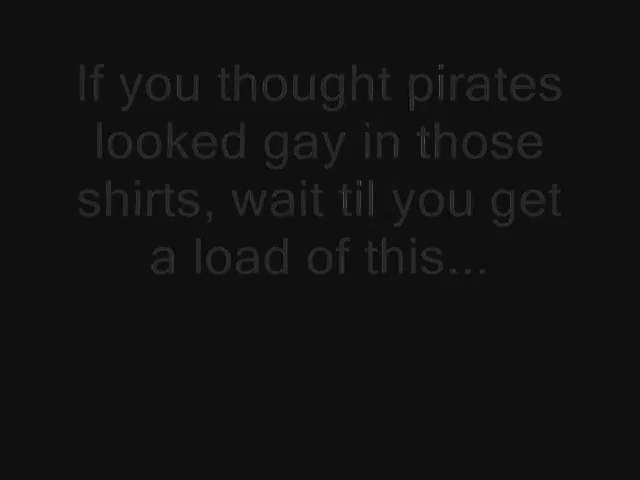 If you thought pirates
looked gay in those
shirts, wait til you get
a load of this...